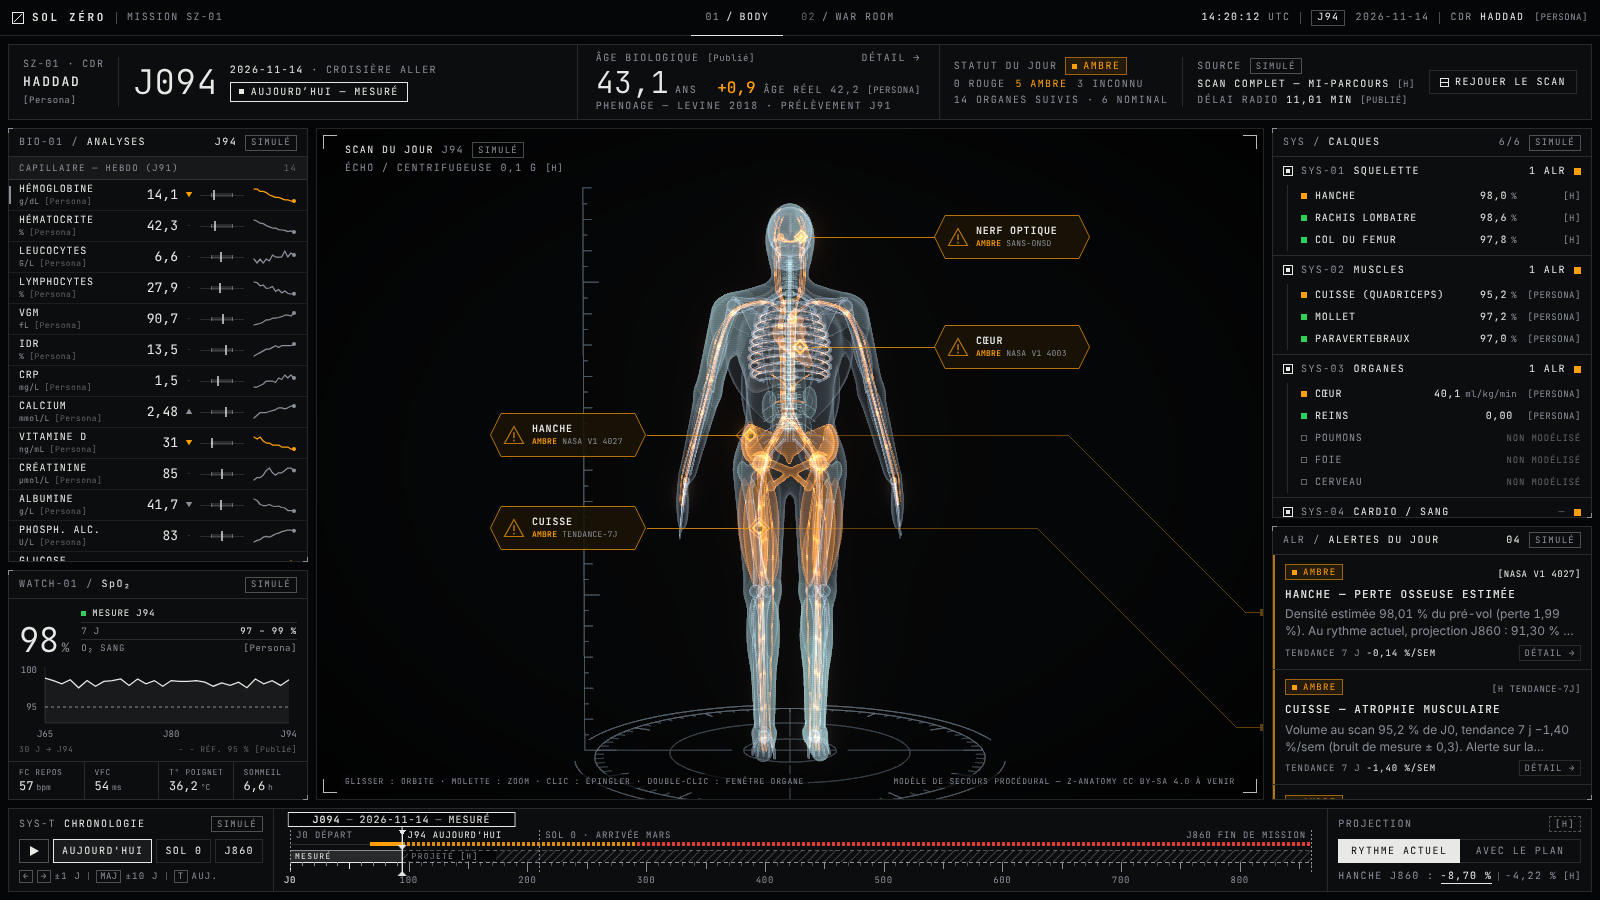 SOL ZÉRO | MISSION SZ-01
01 / BODY
02 / WAR ROOM
14:20:12 UTC | J94 2026-11-14 | CDR HADDAD [PERSONA]
SZ-01 · CDR
HADDAD
[Persona]
J094
2026-11-14 · CROISIÈRE ALLER
AUJOURD'HUI — MESURÉ
ÂGE BIOLOGIQUE [Publié]
DÉTAIL →
43,1 ANS +0,9 ÂGE RÉEL 42,2 [PERSONA]
PHENOAGE — LEVINE 2018 · PRÉLÈVEMENT J91
STATUT DU JOUR AMBRE
0 ROUGE 5 AMBRE 3 INCONNU
14 ORGANES SUIVIS · 6 NOMINAL
SOURCE SIMULÉ
SCAN COMPLET — MI-PARCOURS [H]
DÉLAI RADIO 11,01 MIN [PUBLIÉ]
REJOUER LE SCAN
BIO-01 / ANALYSES J94 SIMULÉ
CAPILLAIRE — HEBDO (J91) 14
HÉMOGLOBINE 14,1
g/dL [Persona]
HÉMATOCRITE 42,3
% [Persona]
LEUCOCYTES 6,6
G/L [Persona]
LYMPHOCYTES 27,9
% [Persona]
VGM 90,7
fL [Persona]
IDR 13,5
% [Persona]
CRP 1,5
mg/L [Persona]
CALCIUM 2,48
mmol/L [Persona]
VITAMINE D 31
ng/mL [Persona]
CRÉATININE 85
µmol/L [Persona]
ALBUMINE 41,7
g/L [Persona]
PHOSPH. ALC. 83
U/L [Persona]
GLUCOSE
WATCH-01 / SpO₂ SIMULÉ
98 %
MESURE J94
7 J 97 – 99 %
O₂ SANG [Persona]
100
95
J65 J80 J94
30 J → J94 - - RÉF. 95 % [Publié]
FC REPOS
57 bpm
VFC
54 ms
T° POIGNET
36,2 °C
SOMMEIL
6,6 h
SCAN DU JOUR J94 SIMULÉ
ÉCHO / CENTRIFUGEUSE 0,1 G [H]
NERF OPTIQUE
AMBRE SANS-ONSD
CŒUR
AMBRE NASA V1 4003
HANCHE
AMBRE NASA V1 4027
CUISSE
AMBRE TENDANCE-7J
GLISSER : ORBITE · MOLETTE : ZOOM · CLIC : ÉPINGLER · DOUBLE-CLIC : FENÊTRE ORGANE
MODÈLE DE SECOURS PROCÉDURAL — Z-ANATOMY CC BY-SA 4.0 À VENIR
SYS / CALQUES 6/6 SIMULÉ
SYS-01 SQUELETTE 1 ALR
HANCHE 98,0 % [H]
RACHIS LOMBAIRE 98,6 % [H]
COL DU FEMUR 97,8 % [H]
SYS-02 MUSCLES 1 ALR
CUISSE (QUADRICEPS) 95,2 % [PERSONA]
MOLLET 97,2 % [PERSONA]
PARAVERTEBRAUX 97,0 % [PERSONA]
SYS-03 ORGANES 1 ALR
CŒUR 40,1 ml/kg/min [PERSONA]
REINS 0,00 [PERSONA]
POUMONS NON MODÉLISÉ
FOIE NON MODÉLISÉ
CERVEAU NON MODÉLISÉ
SYS-04 CARDIO / SANG —
ALR / ALERTES DU JOUR 04 SIMULÉ
AMBRE [NASA V1 4027]
HANCHE — PERTE OSSEUSE ESTIMÉE
Densité estimée 98,01 % du pré-vol (perte 1,99
%). Au rythme actuel, projection J860 : 91,30 % ...
TENDANCE 7 J -0,14 %/SEM DÉTAIL →
AMBRE [H TENDANCE-7J]
CUISSE — ATROPHIE MUSCULAIRE
Volume au scan 95,2 % de J0, tendance 7 j −1,40
%/sem (bruit de mesure ± 0,3). Alerte sur la...
TENDANCE 7 J -1,40 %/SEM DÉTAIL →
SYS-T CHRONOLOGIE SIMULÉ
AUJOURD'HUI SOL 0 J860
← → ±1 J | MAJ ±10 J | T AUJ.
J094 — 2026-11-14 — MESURÉ
J0 DÉPART J94 AUJOURD'HUI SOL 0 · ARRIVÉE MARS J860 FIN DE MISSION
MESURÉ PROJETÉ [H]
J0 100 200 300 400 500 600 700 800
PROJECTION [H]
RYTHME ACTUEL AVEC LE PLAN
HANCHE J860 : -8,70 % | -4,22 % [H]